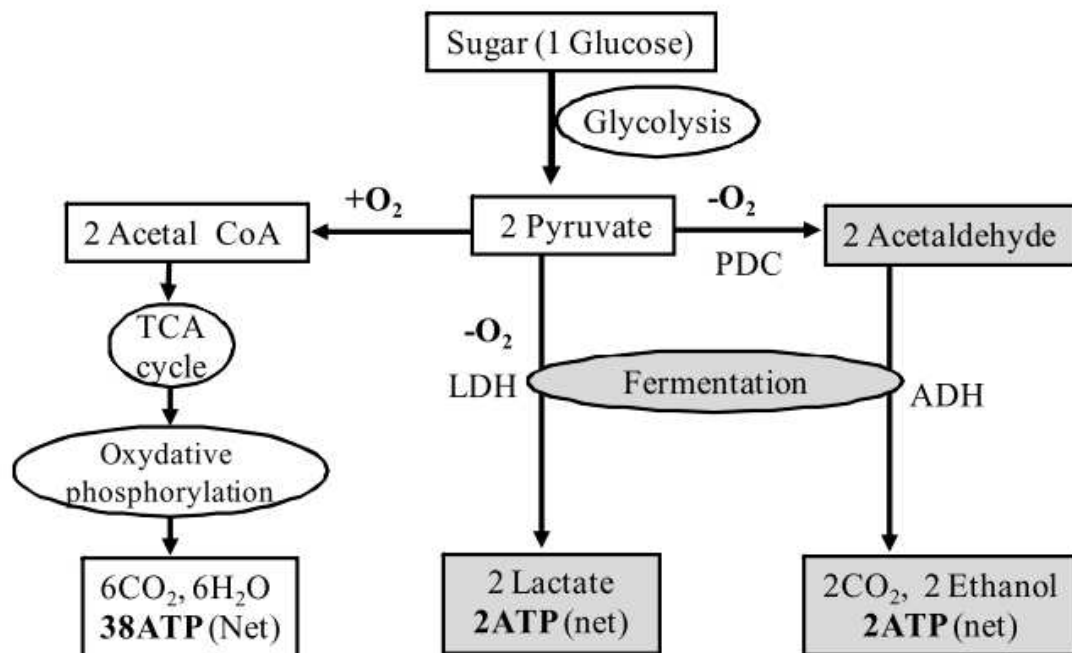 Sugar (1 Glucose)
Glycolysis
+O₂
-O₂
2 Acetal CoA
2 Pyruvate
2 Acetaldehyde
PDC
TCA
cycle
-O₂
LDH
Fermentation
ADH
Oxydative
phosphorylation
6CO₂, 6H₂O
38ATP (Net)
2 Lactate
2ATP (net)
2CO₂, 2 Ethanol
2ATP (net)